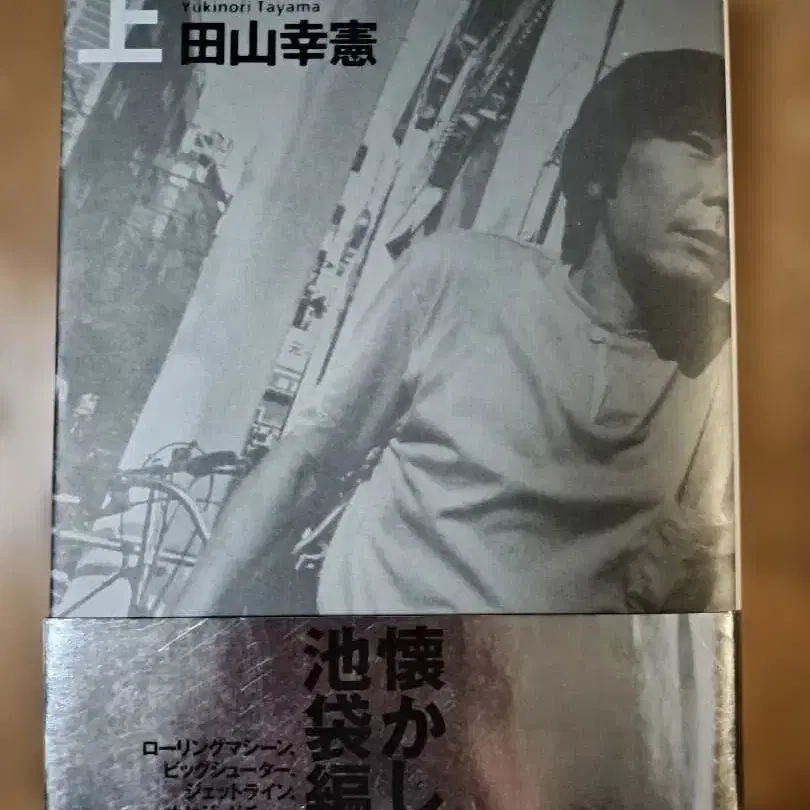 上
Yukinori Tayama
田山幸憲
懐かし
池袋編
ローリングマシーン、
ビッグシューター、
ジェットライン、